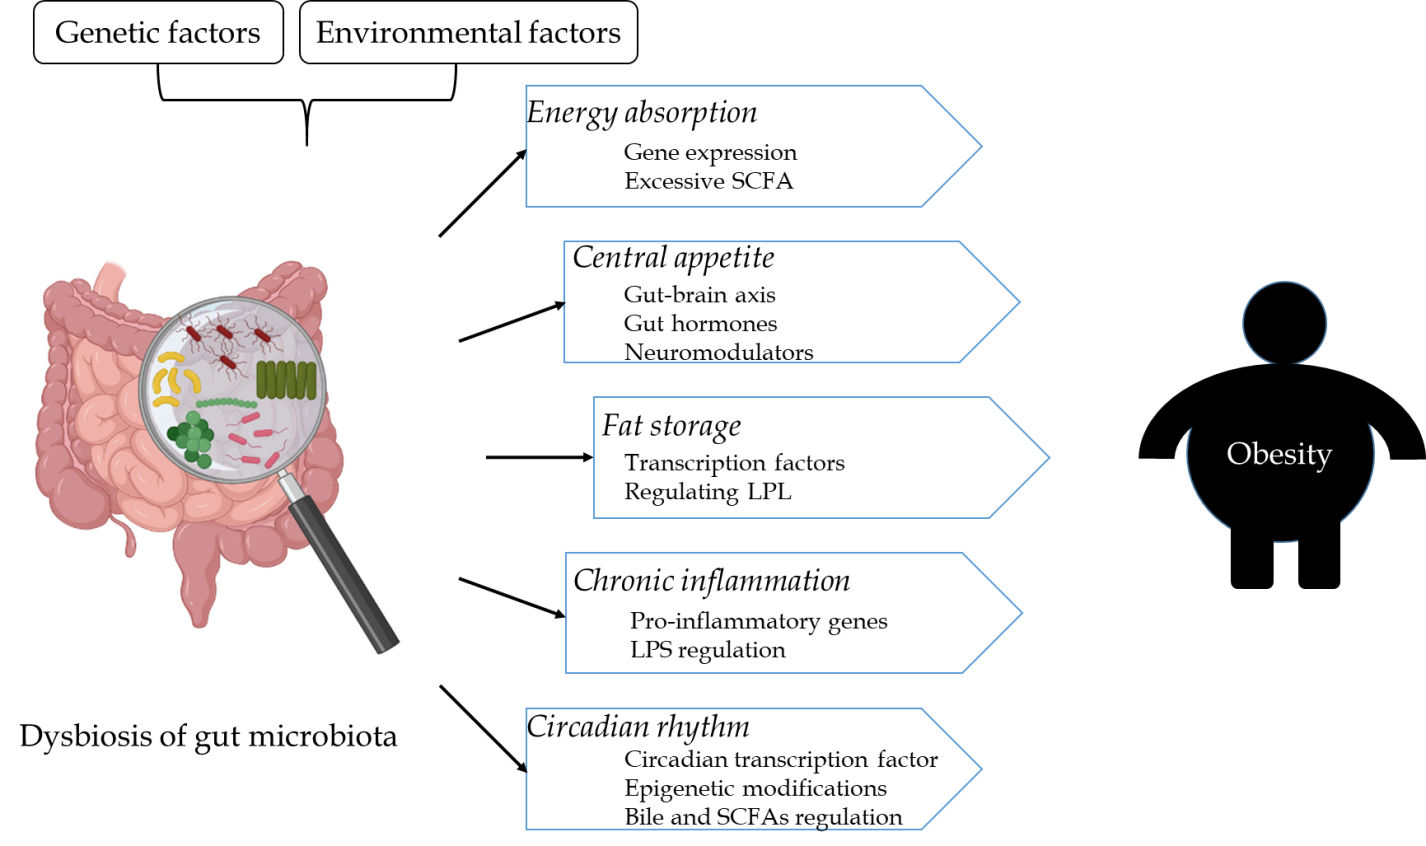 Genetic factors
Environmental factors
Energy absorption
Gene expression
Excessive SCFA
Central appetite
Gut-brain axis
Gut hormones
Neuromodulators
Fat storage
Transcription factors
Regulating LPL
Chronic inflammation
Pro-inflammatory genes
LPS regulation
Circadian rhythm
Circadian transcription factor
Epigenetic modifications
Bile and SCFAs regulation
Dysbiosis of gut microbiota
Obesity